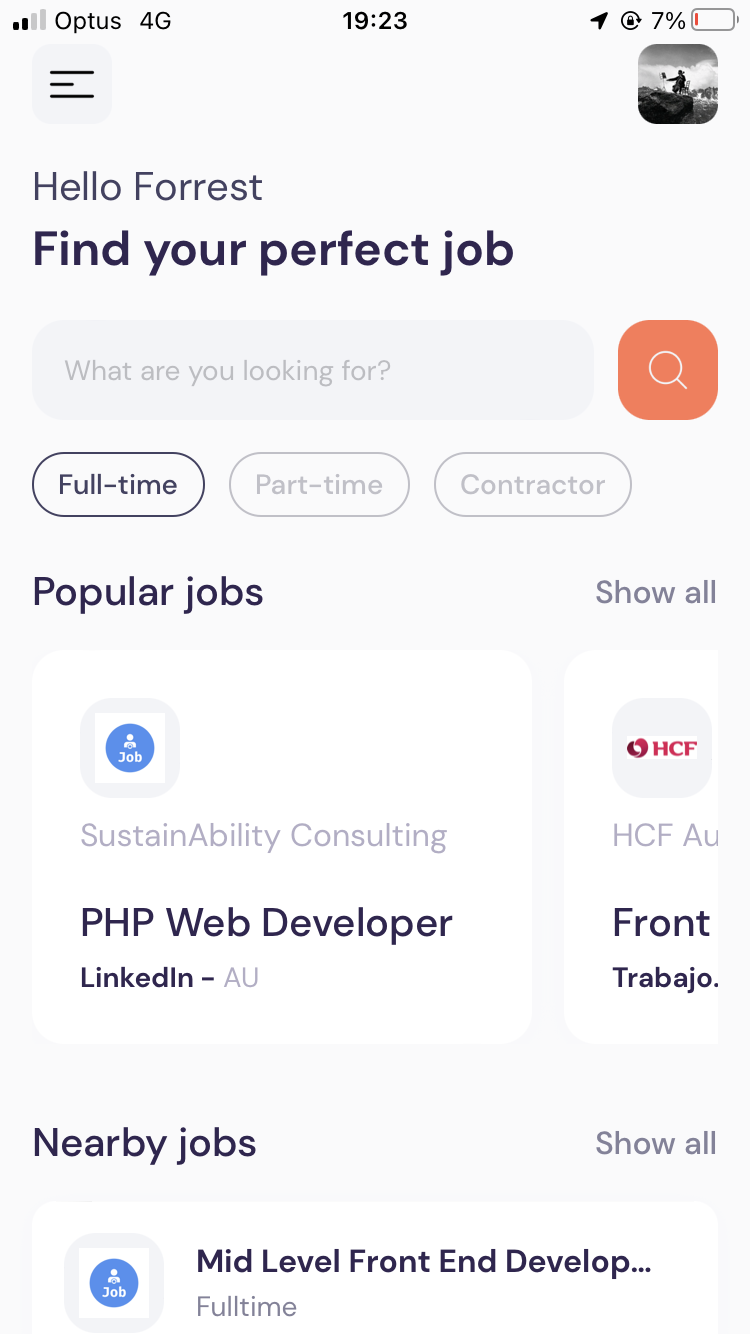 Optus 4G 19:23 7%
Hello Forrest
Find your perfect job
What are you looking for?
Full-time Part-time Contractor
Popular jobs Show all
Job
HCF
SustainAbility Consulting
HCF Au
PHP Web Developer
Front
LinkedIn - AU
Trabajo.
Nearby jobs Show all
Job
Mid Level Front End Develop...
Fulltime